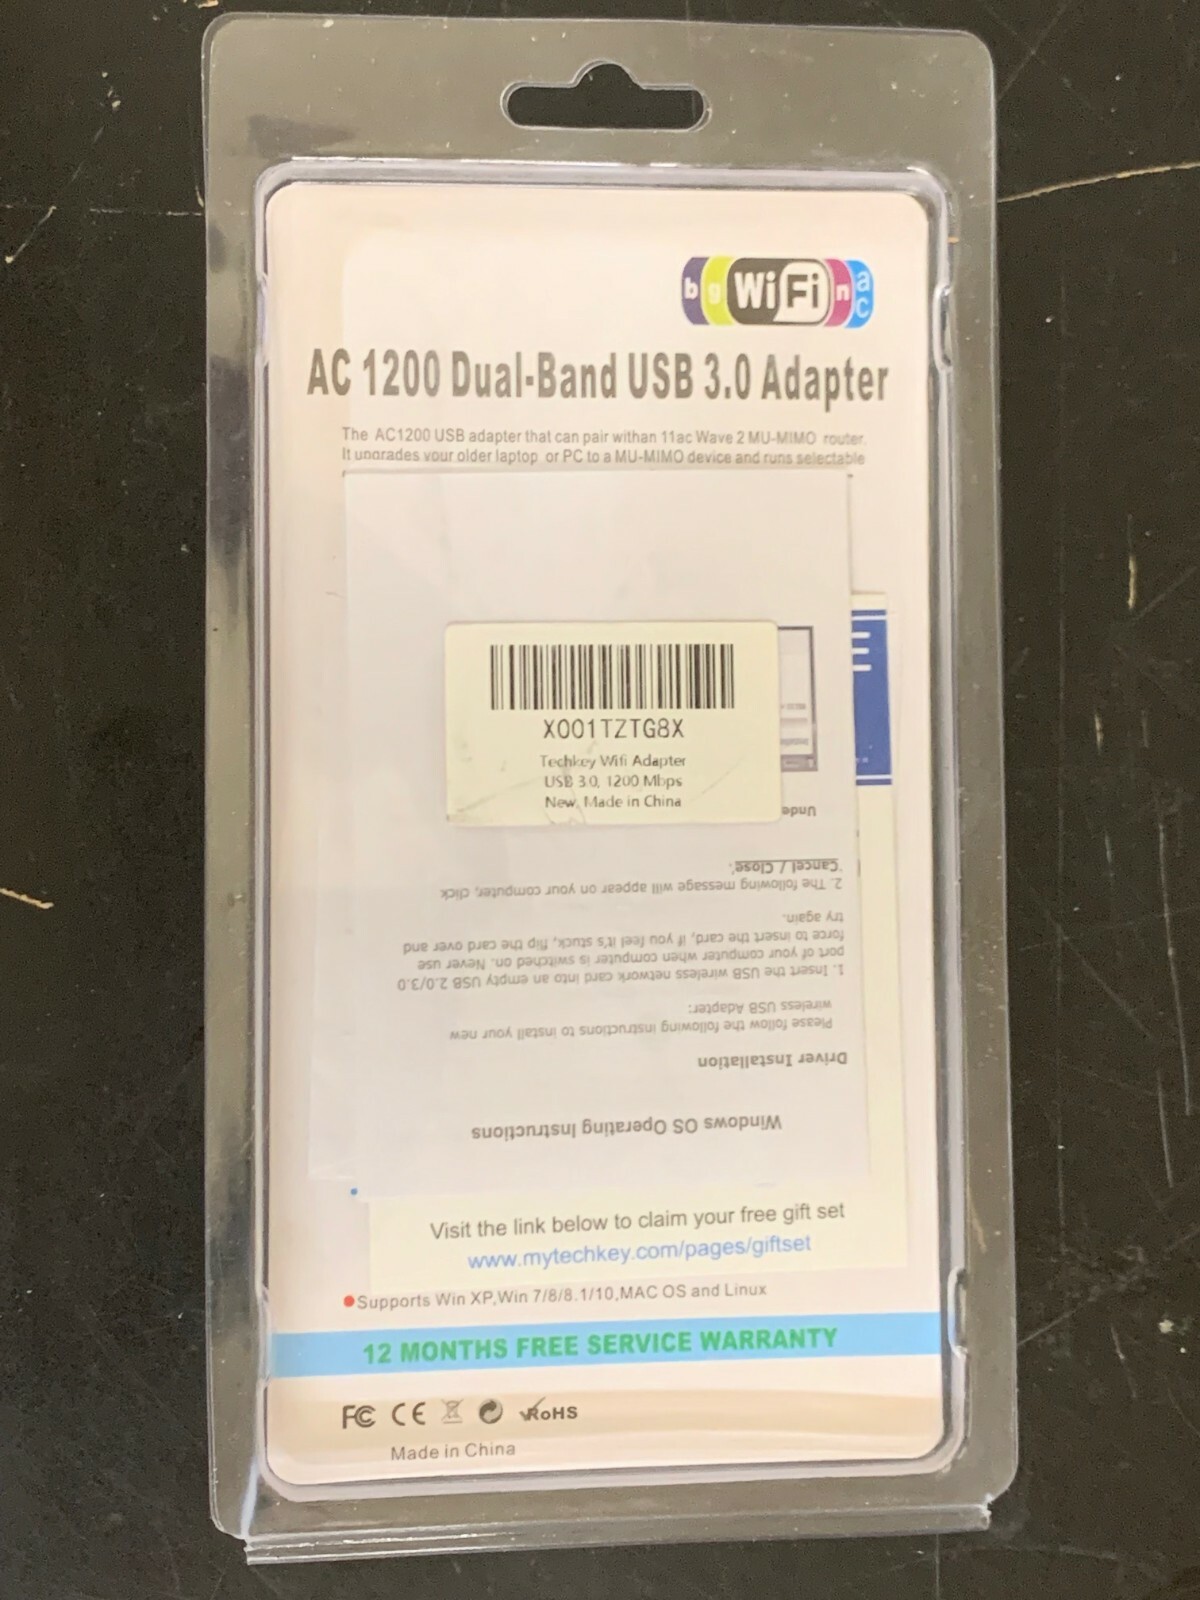 b g WiFi n ac
AC 1200 Dual-Band USB 3.0 Adapter
The AC1200 USB adapter that can pair withan 11ac Wave 2 MU-MIMO router.
It upgrades your older laptop or PC to a MU-MIMO device and runs selectable
X001TZTG8X
Techkey Wifi Adapter
USB 3.0, 1200 Mbps
New, Made in China
Unde
'Cancel / Close'.
2. The following message will appear on your computer, click
try again.
force to insert the card, if you feel it's stuck, flip the card over and
port of your computer when computer is switched on. Never use
1. Insert the USB wireless network card into an empty USB 2.0/3.0
wireless USB Adapter:
Please follow the following instructions to install your new
Driver Installation
Windows OS Operating Instructions
Visit the link below to claim your free gift set
www.mytechkey.com/pages/giftset
Supports Win XP,Win 7/8/8.1/10,MAC OS and Linux
12 MONTHS FREE SERVICE WARRANTY
FC CE RoHS
Made in China